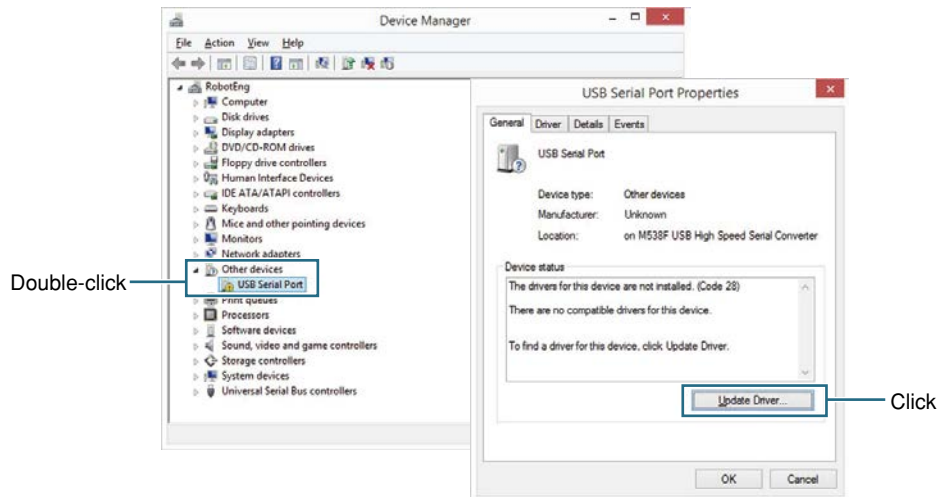 Device Manager
File Action View Help
RobotEng
Computer
Disk drives
Display adapters
DVD/CD-ROM drives
Floppy drive controllers
Human Interface Devices
IDE ATA/ATAPI controllers
Keyboards
Mice and other pointing devices
Monitors
Network adapters
Other devices
USB Serial Port
Print queues
Processors
Software devices
Sound, video and game controllers
Storage controllers
System devices
Universal Serial Bus controllers
Double-click
USB Serial Port Properties
General Driver Details Events
USB Serial Port
Device type: Other devices
Manufacturer: Unknown
Location: on M538F USB High Speed Serial Converter
Device status
The drivers for this device are not installed. (Code 28)
There are no compatible drivers for this device.
To find a driver for this device, click Update Driver.
Update Driver...
Click
OK Cancel